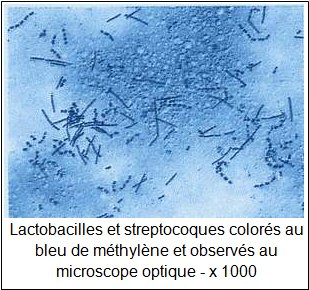 Lactobacilles et streptocoques colorés au
bleu de méthylène et observés au
microscope optique - x 1000